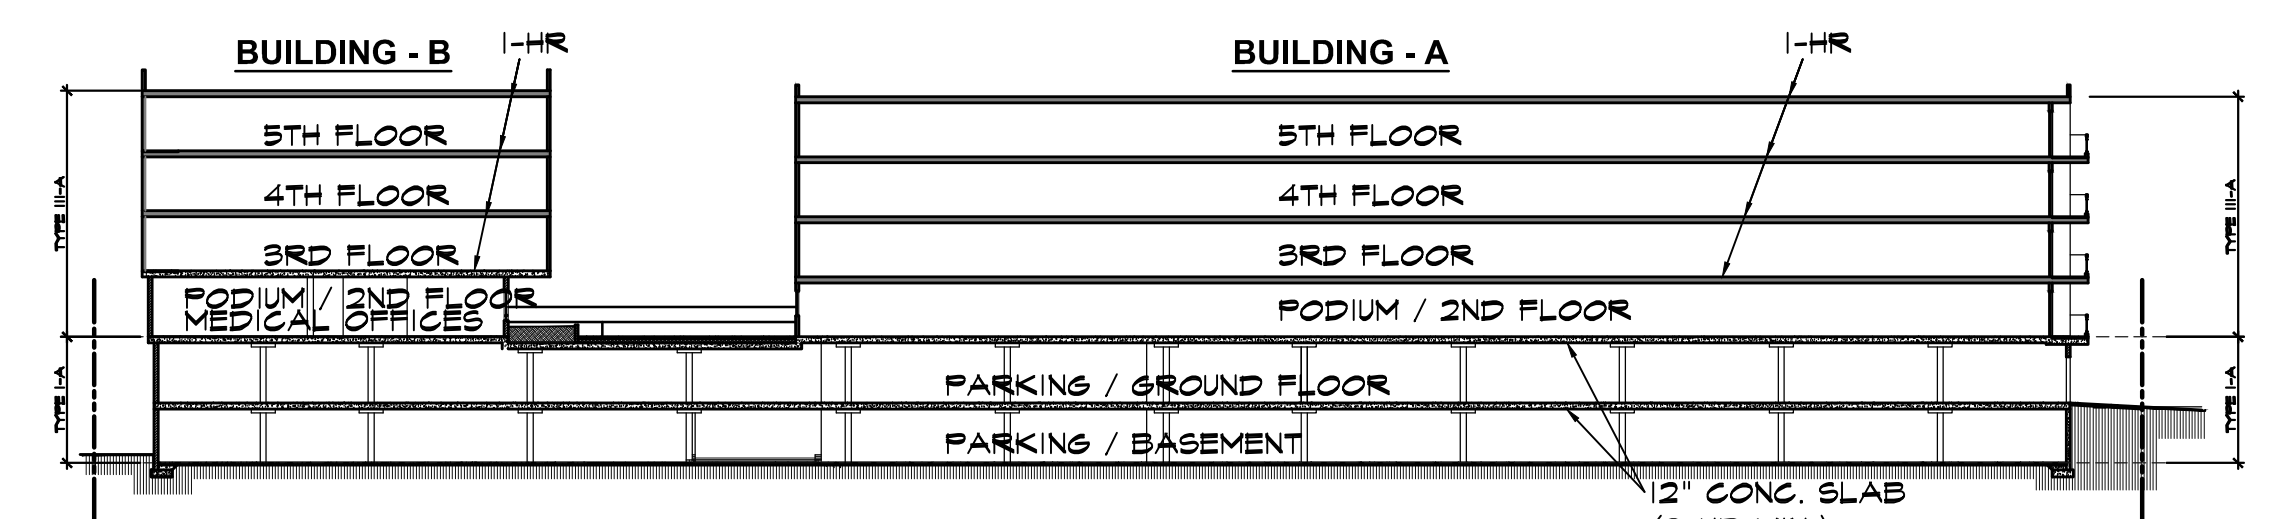 BUILDING - B
1-HR
BUILDING - A
1-HR
5TH FLOOR
5TH FLOOR
4TH FLOOR
4TH FLOOR
TYPE III-A
TYPE III-A
3RD FLOOR
3RD FLOOR
PODIUM / 2ND FLOOR
MEDICAL OFFICES
PODIUM / 2ND FLOOR
TYPE I-A
TYPE I-A
PARKING / GROUND FLOOR
PARKING / BASEMENT
12" CONC. SLAB